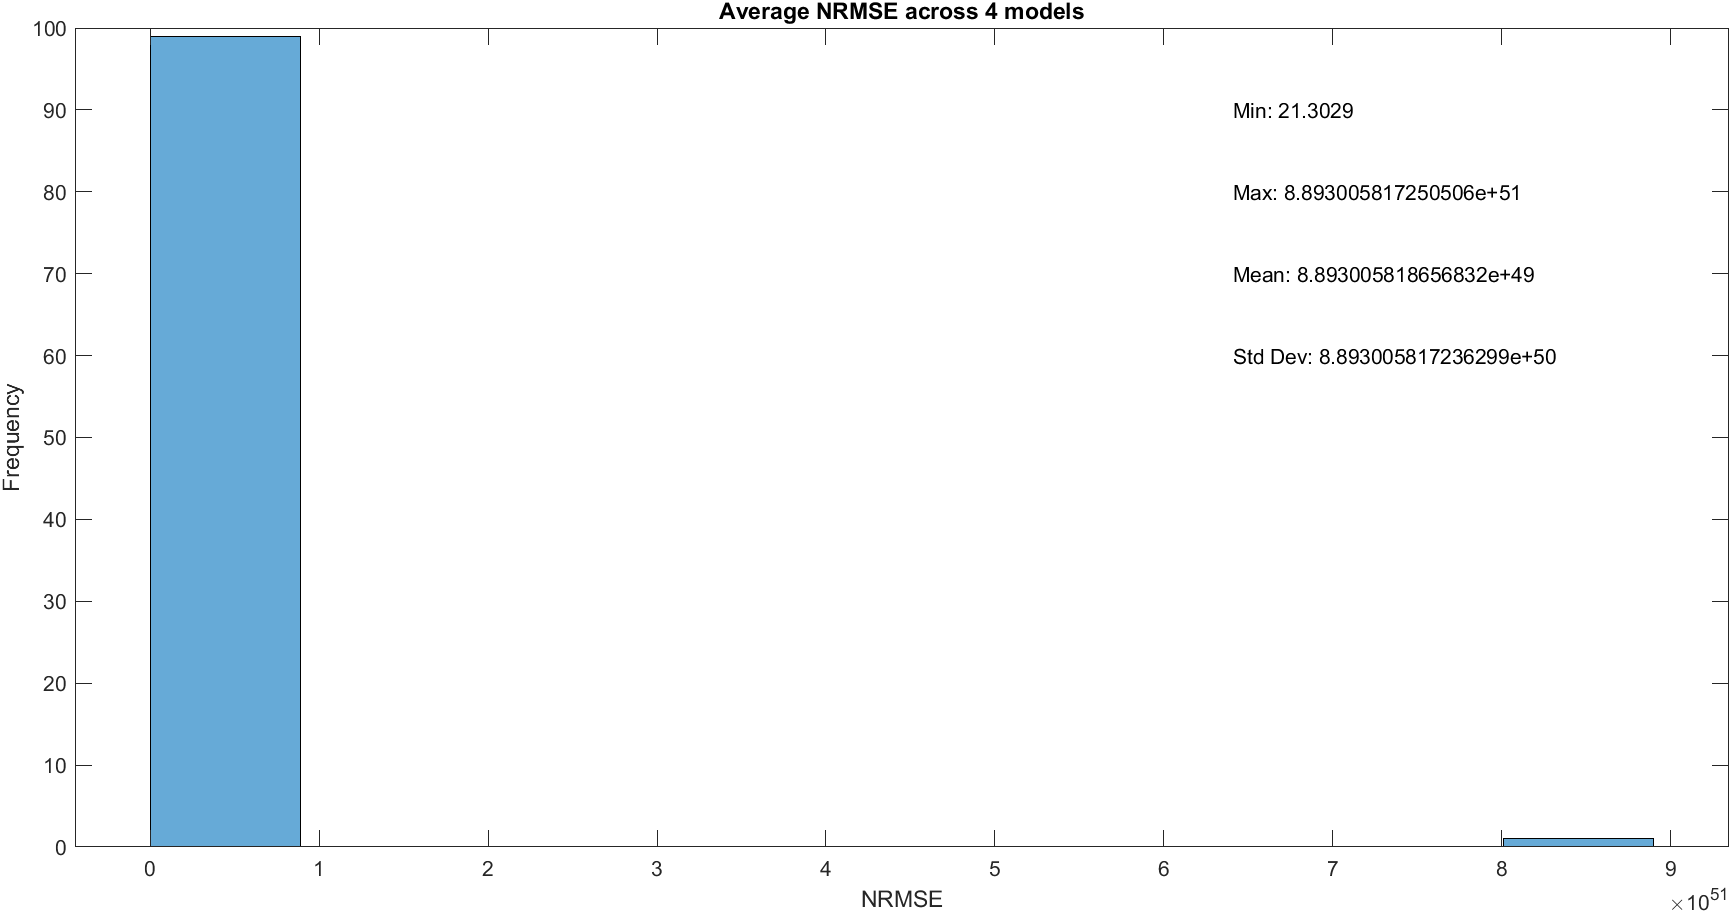 Average NRMSE across 4 models
100
90
80
70
60
50
40
30
20
10
0
Frequency
Min: 21.3029
Max: 8.893005817250506e+51
Mean: 8.893005818656832e+49
Std Dev: 8.893005817236299e+50
0 1 2 3 4 5 6 7 8 9
NRMSE
×10^51